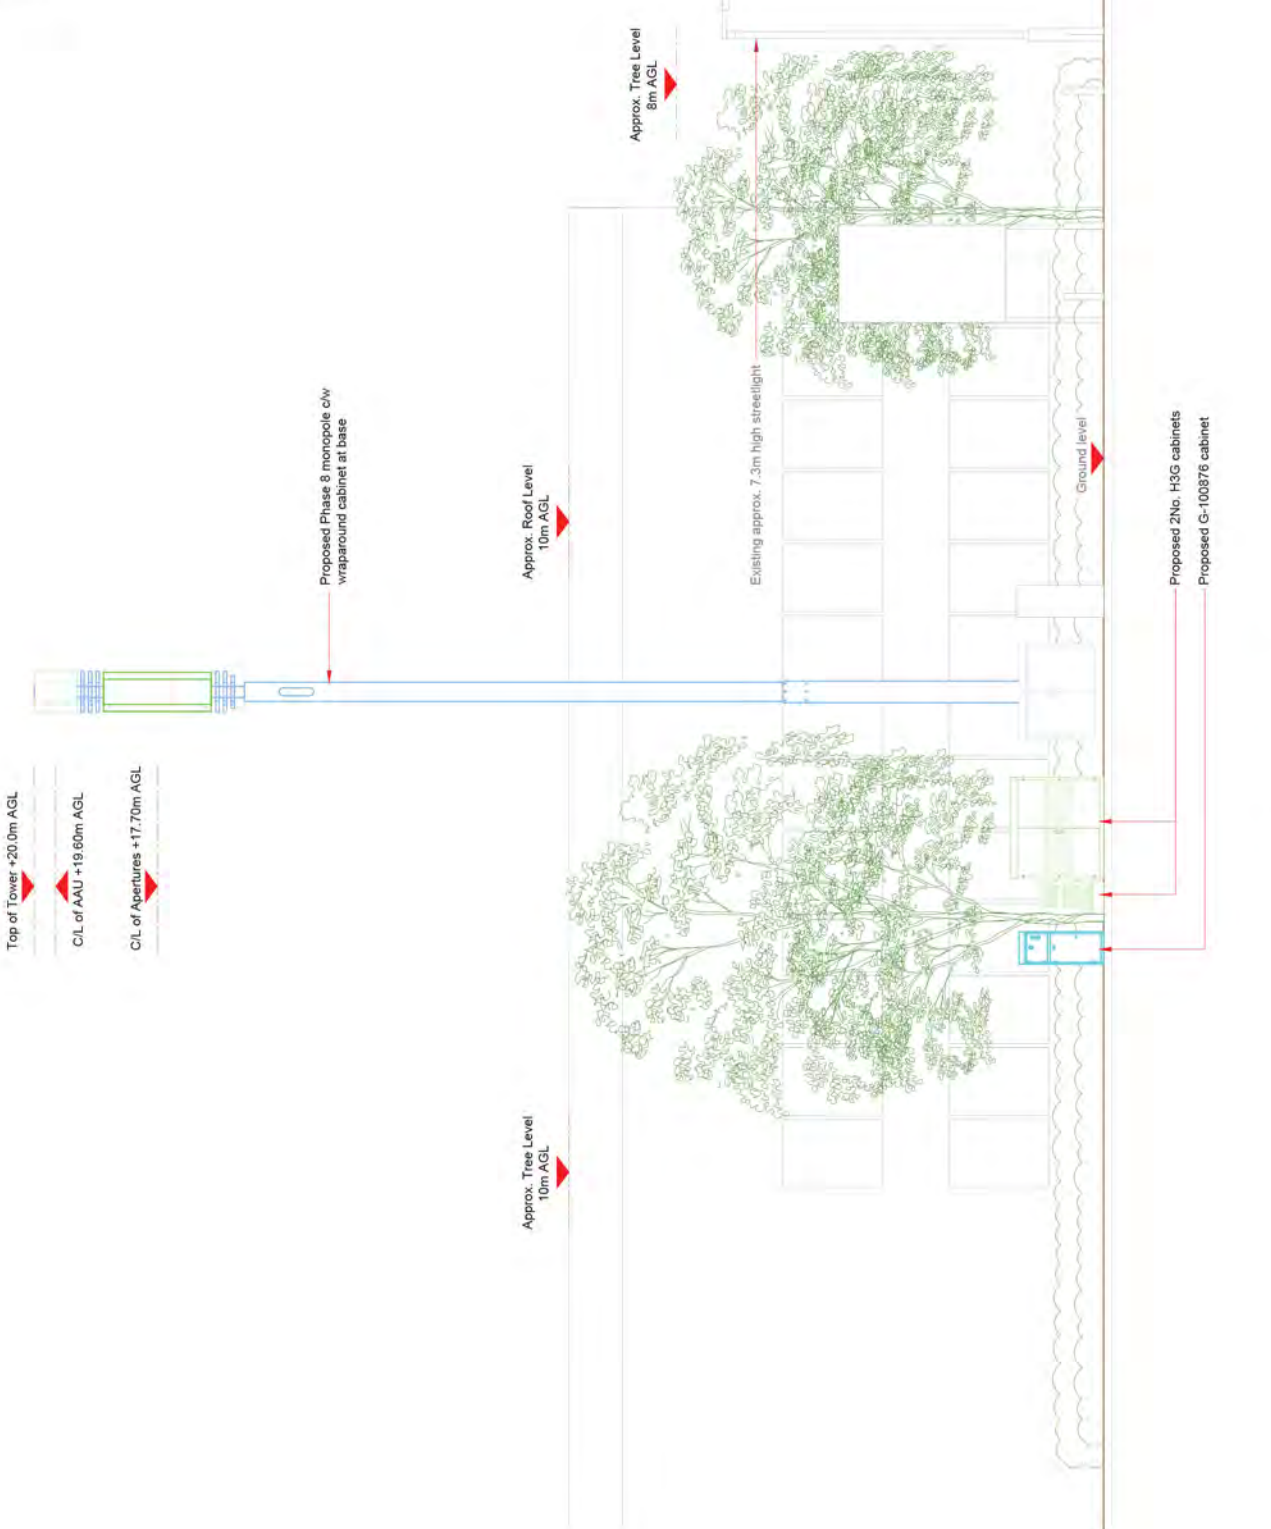 Top of Tower +20.0m AGL
C/L of AAU +19.60m AGL
C/L of Apertures +17.70m AGL
Proposed Phase 8 monopole c/w
wraparound cabinet at base
Approx. Tree Level
10m AGL
Approx. Roof Level
10m AGL
Approx. Tree Level
8m AGL
Existing approx. 7.3m high streetlight
Ground level
Proposed 2No. H3G cabinets
Proposed G-100876 cabinet